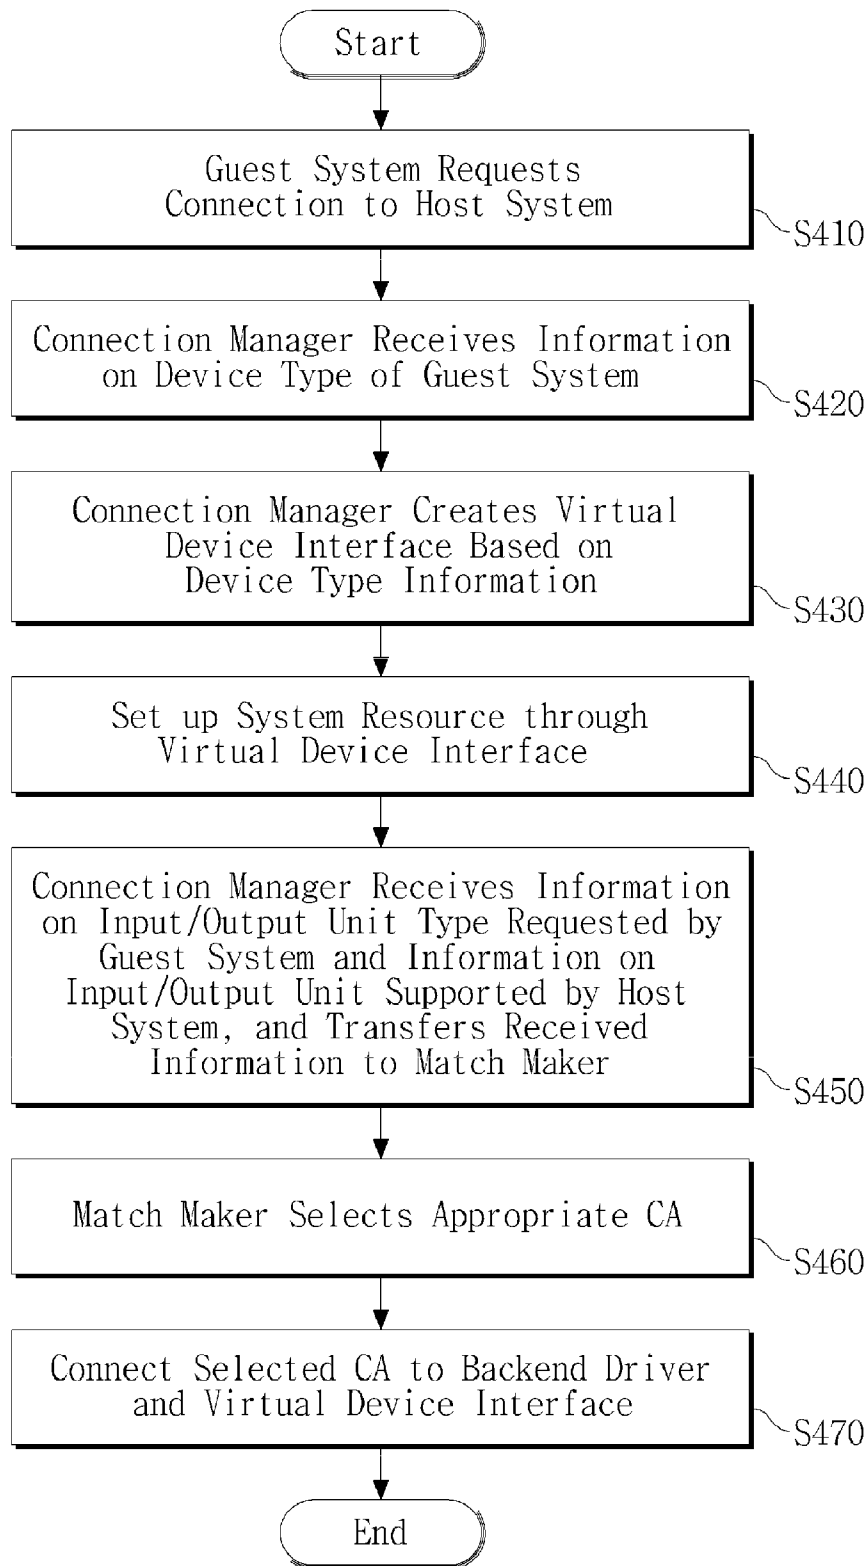 Start
Guest System Requests
Connection to Host System
S410
Connection Manager Receives Information
on Device Type of Guest System
S420
Connection Manager Creates Virtual
Device Interface Based on
Device Type Information
S430
Set up System Resource through
Virtual Device Interface
S440
Connection Manager Receives Information
on Input/Output Unit Type Requested by
Guest System and Information on
Input/Output Unit Supported by Host
System, and Transfers Received
Information to Match Maker
S450
Match Maker Selects Appropriate CA
S460
Connect Selected CA to Backend Driver
and Virtual Device Interface
S470
End